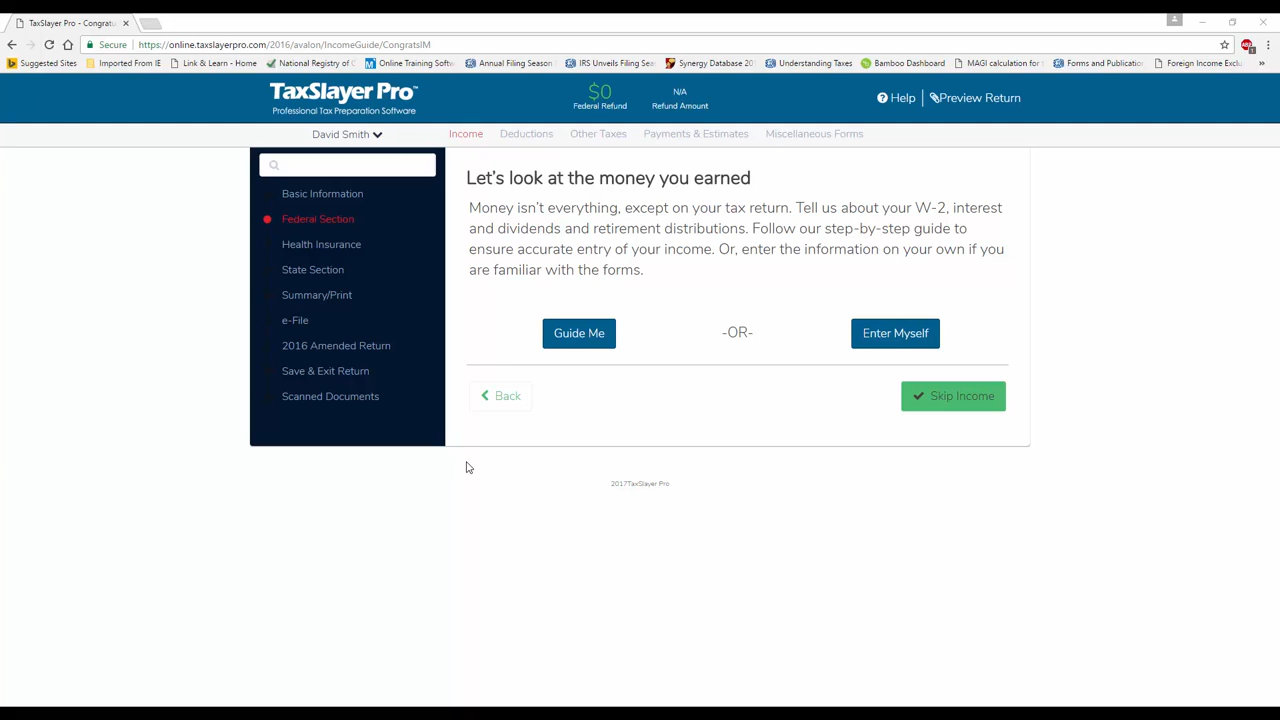 TaxSlayer Pro - Congratu
Secure
https://online.taxslayerpro.com/2016/avalon/IncomeGuide/CongratsIM
Suggested Sites
Imported From IE
Link & Learn - Home
National Registry of C
Online Training Softw
Annual Filing Season
IRS Unveils Filing Sea
Synergy Database 201
Understanding Taxes
Bamboo Dashboard
MAGI calculation for
Forms and Publication
Foreign Income Exclu
»
TaxSlayer Pro™
Professional Tax Preparation Software
$0
Federal Refund
N/A
Refund Amount
Help
Preview Return
David Smith
Income
Deductions
Other Taxes
Payments & Estimates
Miscellaneous Forms
Basic Information
Federal Section
Health Insurance
State Section
Summary/Print
e-File
2016 Amended Return
Save & Exit Return
Scanned Documents
Let's look at the money you earned
Money isn't everything, except on your tax return. Tell us about your W-2, interest
and dividends and retirement distributions. Follow our step-by-step guide to
ensure accurate entry of your income. Or, enter the information on your own if you
are familiar with the forms.
Guide Me
-OR-
Enter Myself
Back
Skip Income
2017TaxSlayer Pro